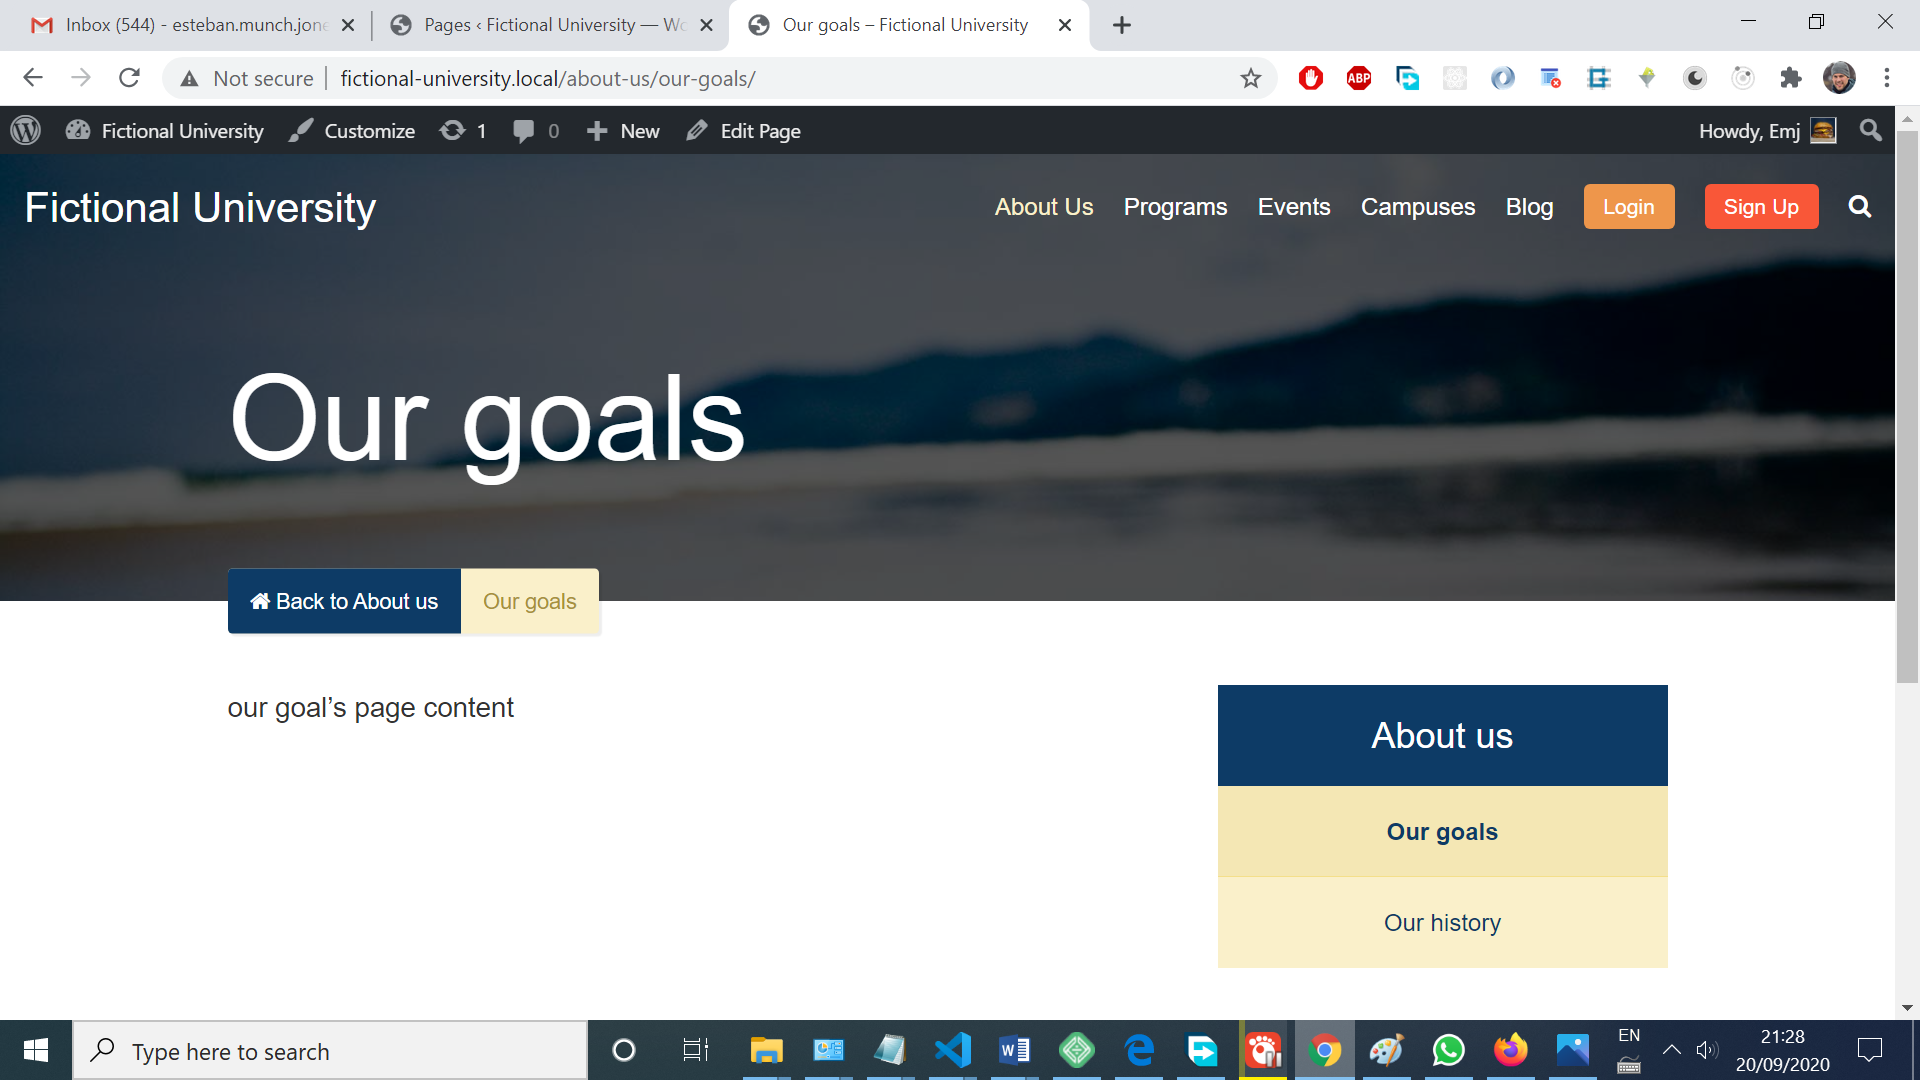 Inbox (544) - esteban.munch.jone
Pages ‹ Fictional University — Wo
Our goals – Fictional University
Not secure
fictional-university.local/about-us/our-goals/
ABP
Fictional University
Customize
1
0
New
Edit Page
Howdy, Emj
Fictional University
About Us
Programs
Events
Campuses
Blog
Login
Sign Up
Our goals
Back to About us
Our goals
our goal’s page content
About us
Our goals
Our history
Type here to search
EN
21:28
20/09/2020